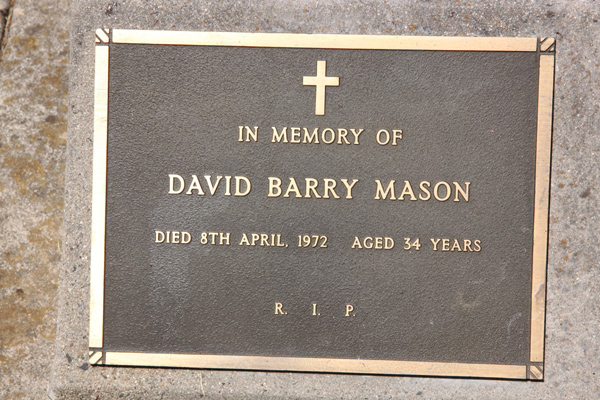 IN MEMORY OF
DAVID BARRY MASON
DIED 8TH APRIL, 1972 AGED 34 YEARS
R. I. P.